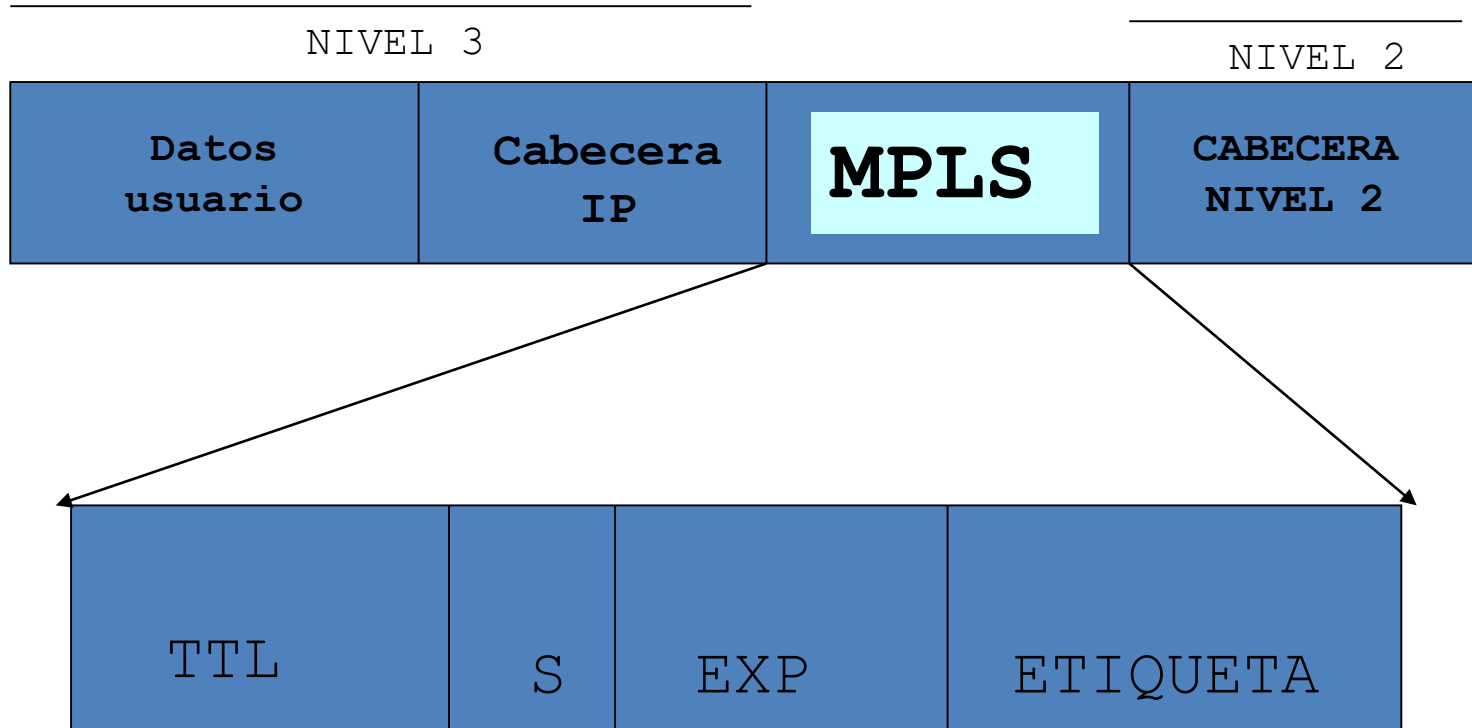 NIVEL 3
NIVEL 2
Datos
usuario
Cabecera
IP
MPLS
CABECERA
NIVEL 2
TTL
S
EXP
ETIQUETA